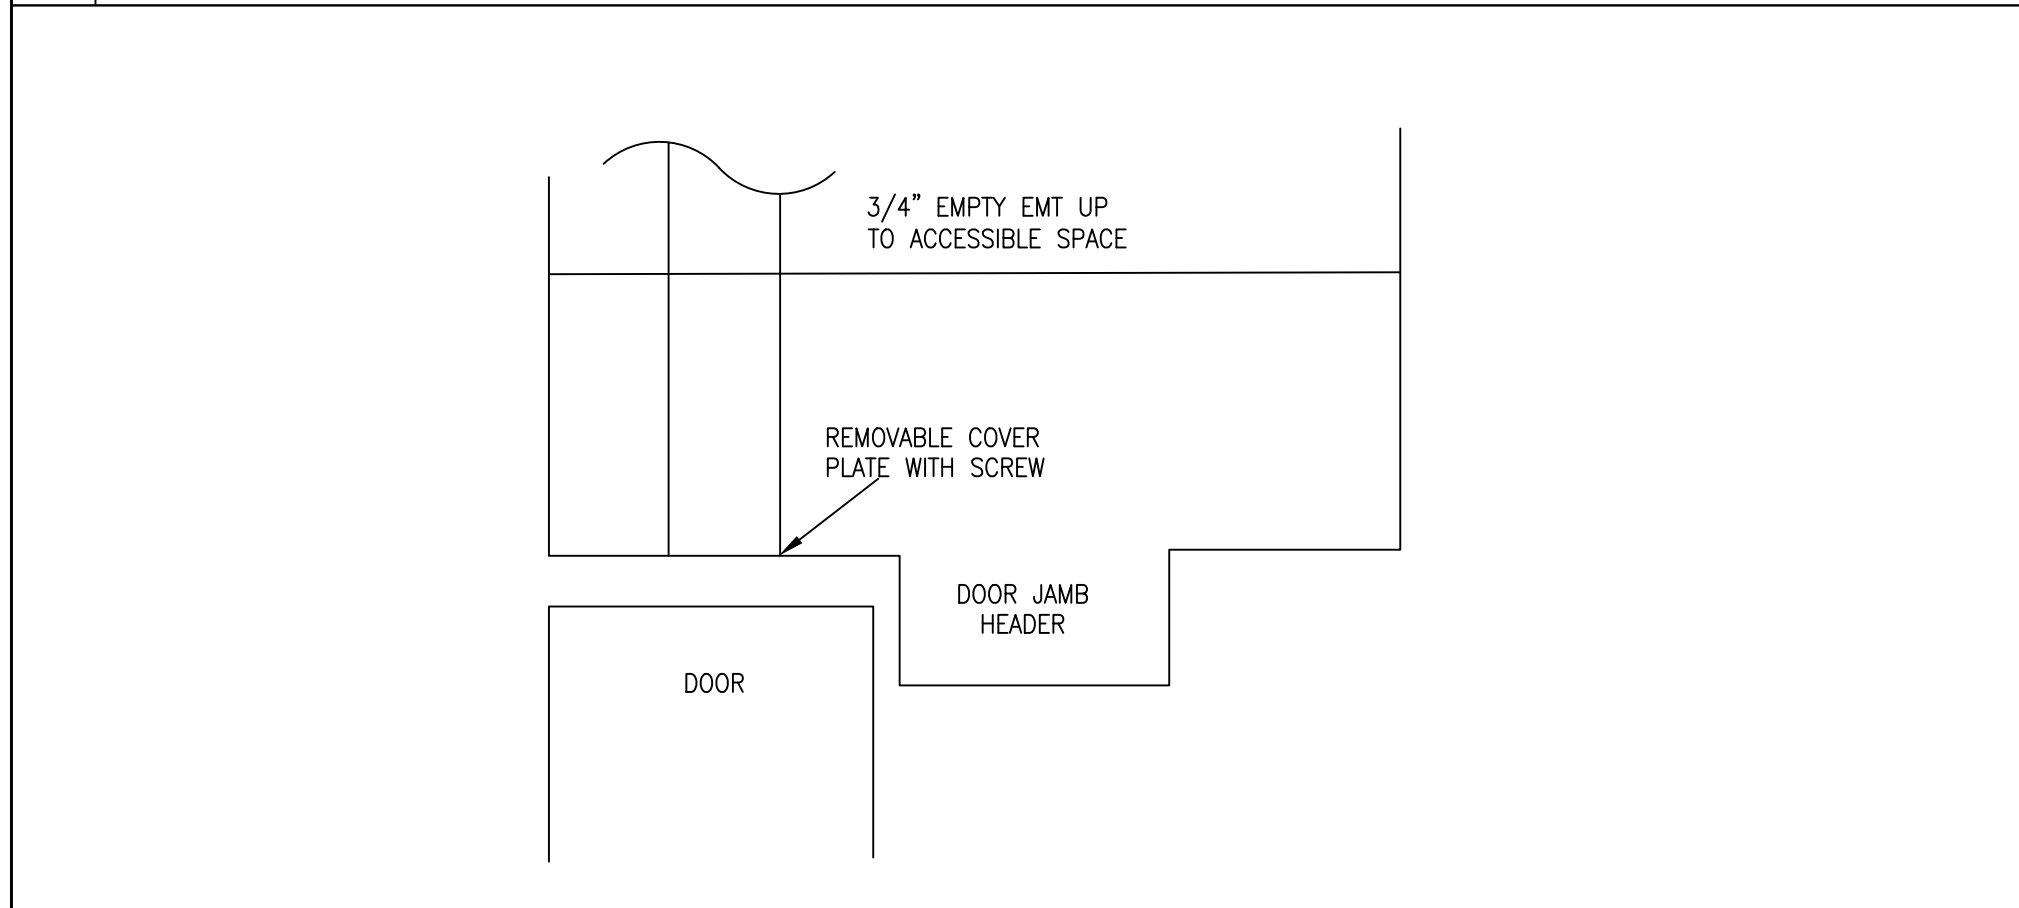 3/4" EMPTY EMT UP
TO ACCESSIBLE SPACE
REMOVABLE COVER
PLATE WITH SCREW
DOOR JAMB
HEADER
DOOR